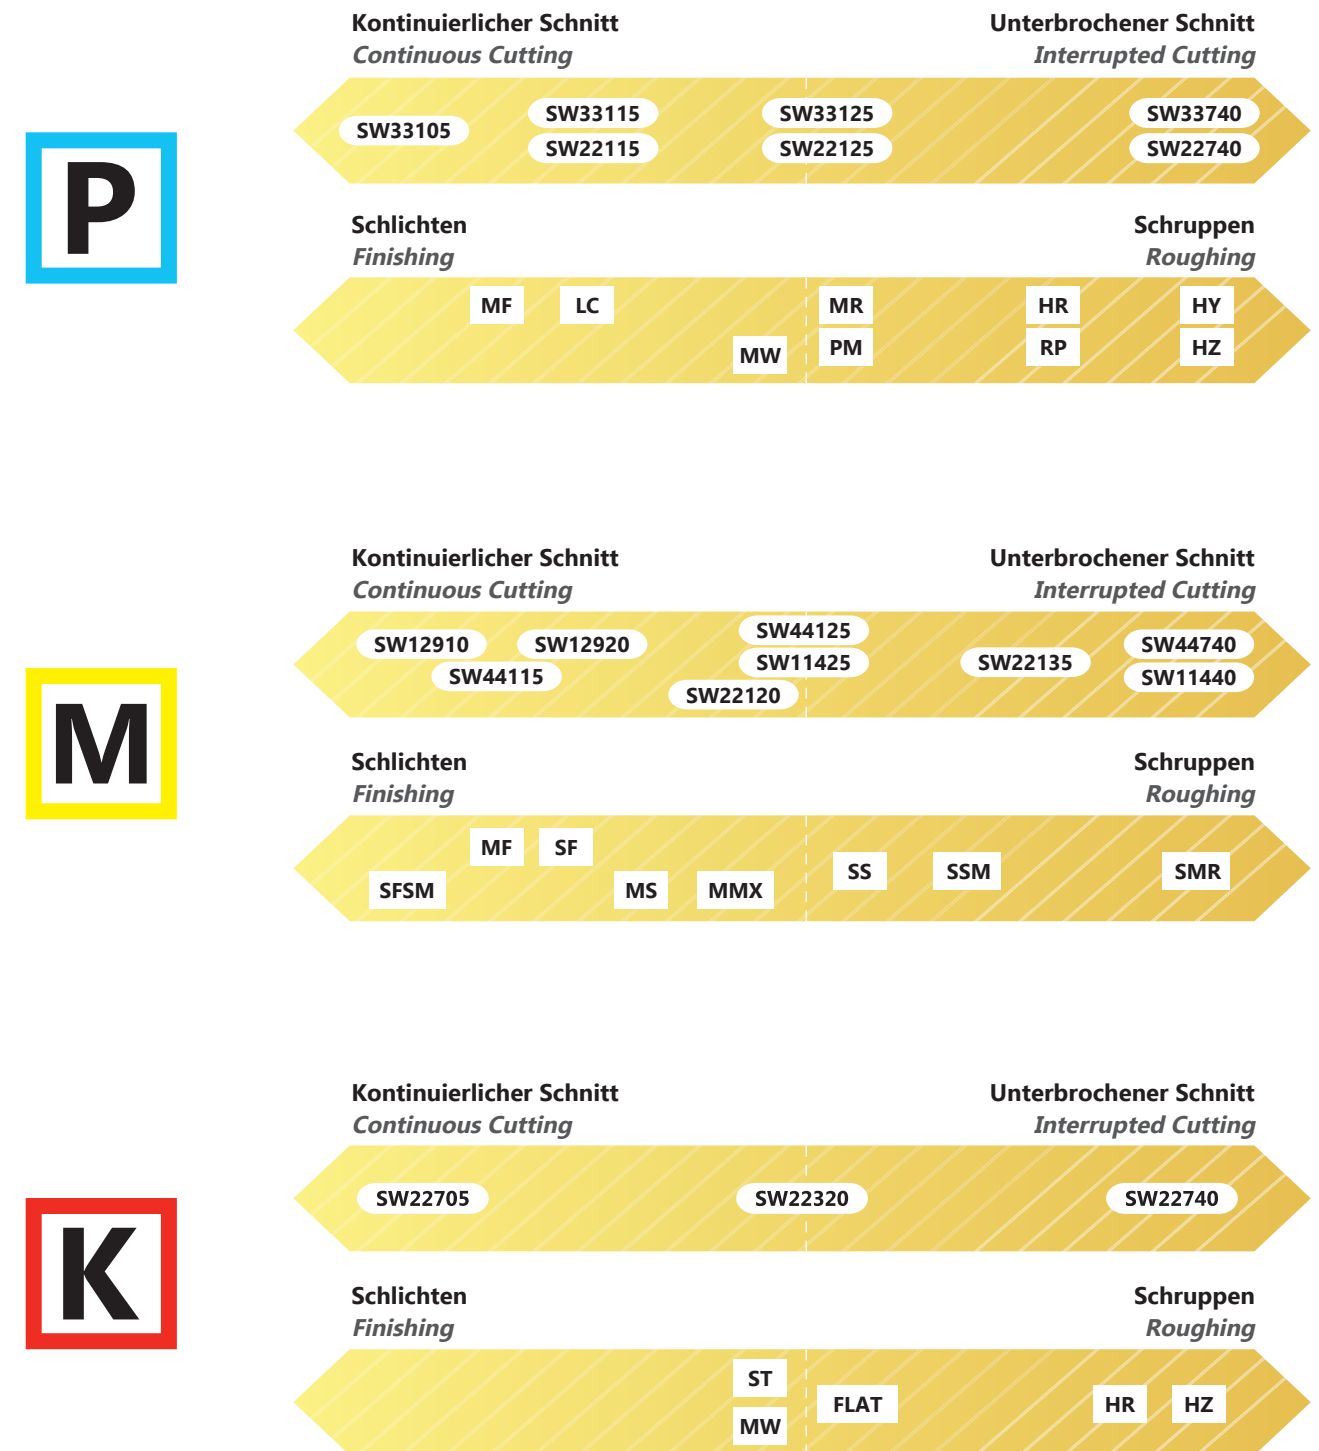 Kontinuierlicher Schnitt Unterbrochener Schnitt
Continuous Cutting Interrupted Cutting
SW33115 SW33125 SW33740
SW33105
SW22115 SW22125 SW22740
P
Schlichten Schruppen
Finishing Roughing
MF LC MR HR HY
MW PM RP HZ
Kontinuierlicher Schnitt Unterbrochener Schnitt
Continuous Cutting Interrupted Cutting
SW44125
SW12910 SW12920 SW44740
SW11425 SW22135
SW44115 SW11440
SW22120
M
Schlichten Schruppen
Finishing Roughing
MF SF
SS SSM SMR
SFSM MS MMX
Kontinuierlicher Schnitt Unterbrochener Schnitt
Continuous Cutting Interrupted Cutting
SW22705 SW22320 SW22740
K
Schlichten Schruppen
Finishing Roughing
ST
FLAT HR HZ
MW